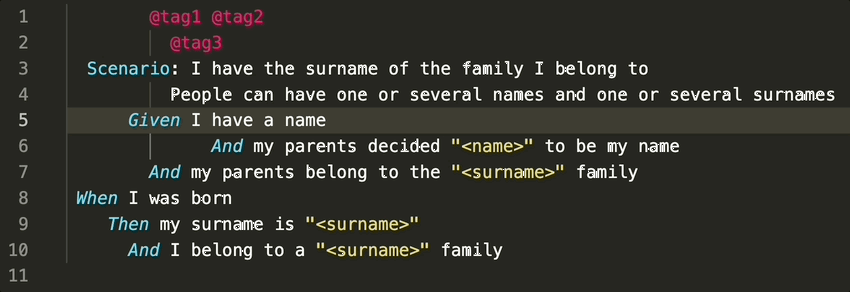 1 @tag1 @tag2
2 @tag3
3 Scenario: I have the surname of the family I belong to
4 People can have one or several names and one or several surnames
5 Given I have a name
6 And my parents decided "<name>" to be my name
7 And my parents belong to the "<surname>" family
8 When I was born
9 Then my surname is "<surname>"
10 And I belong to a "<surname>" family
11